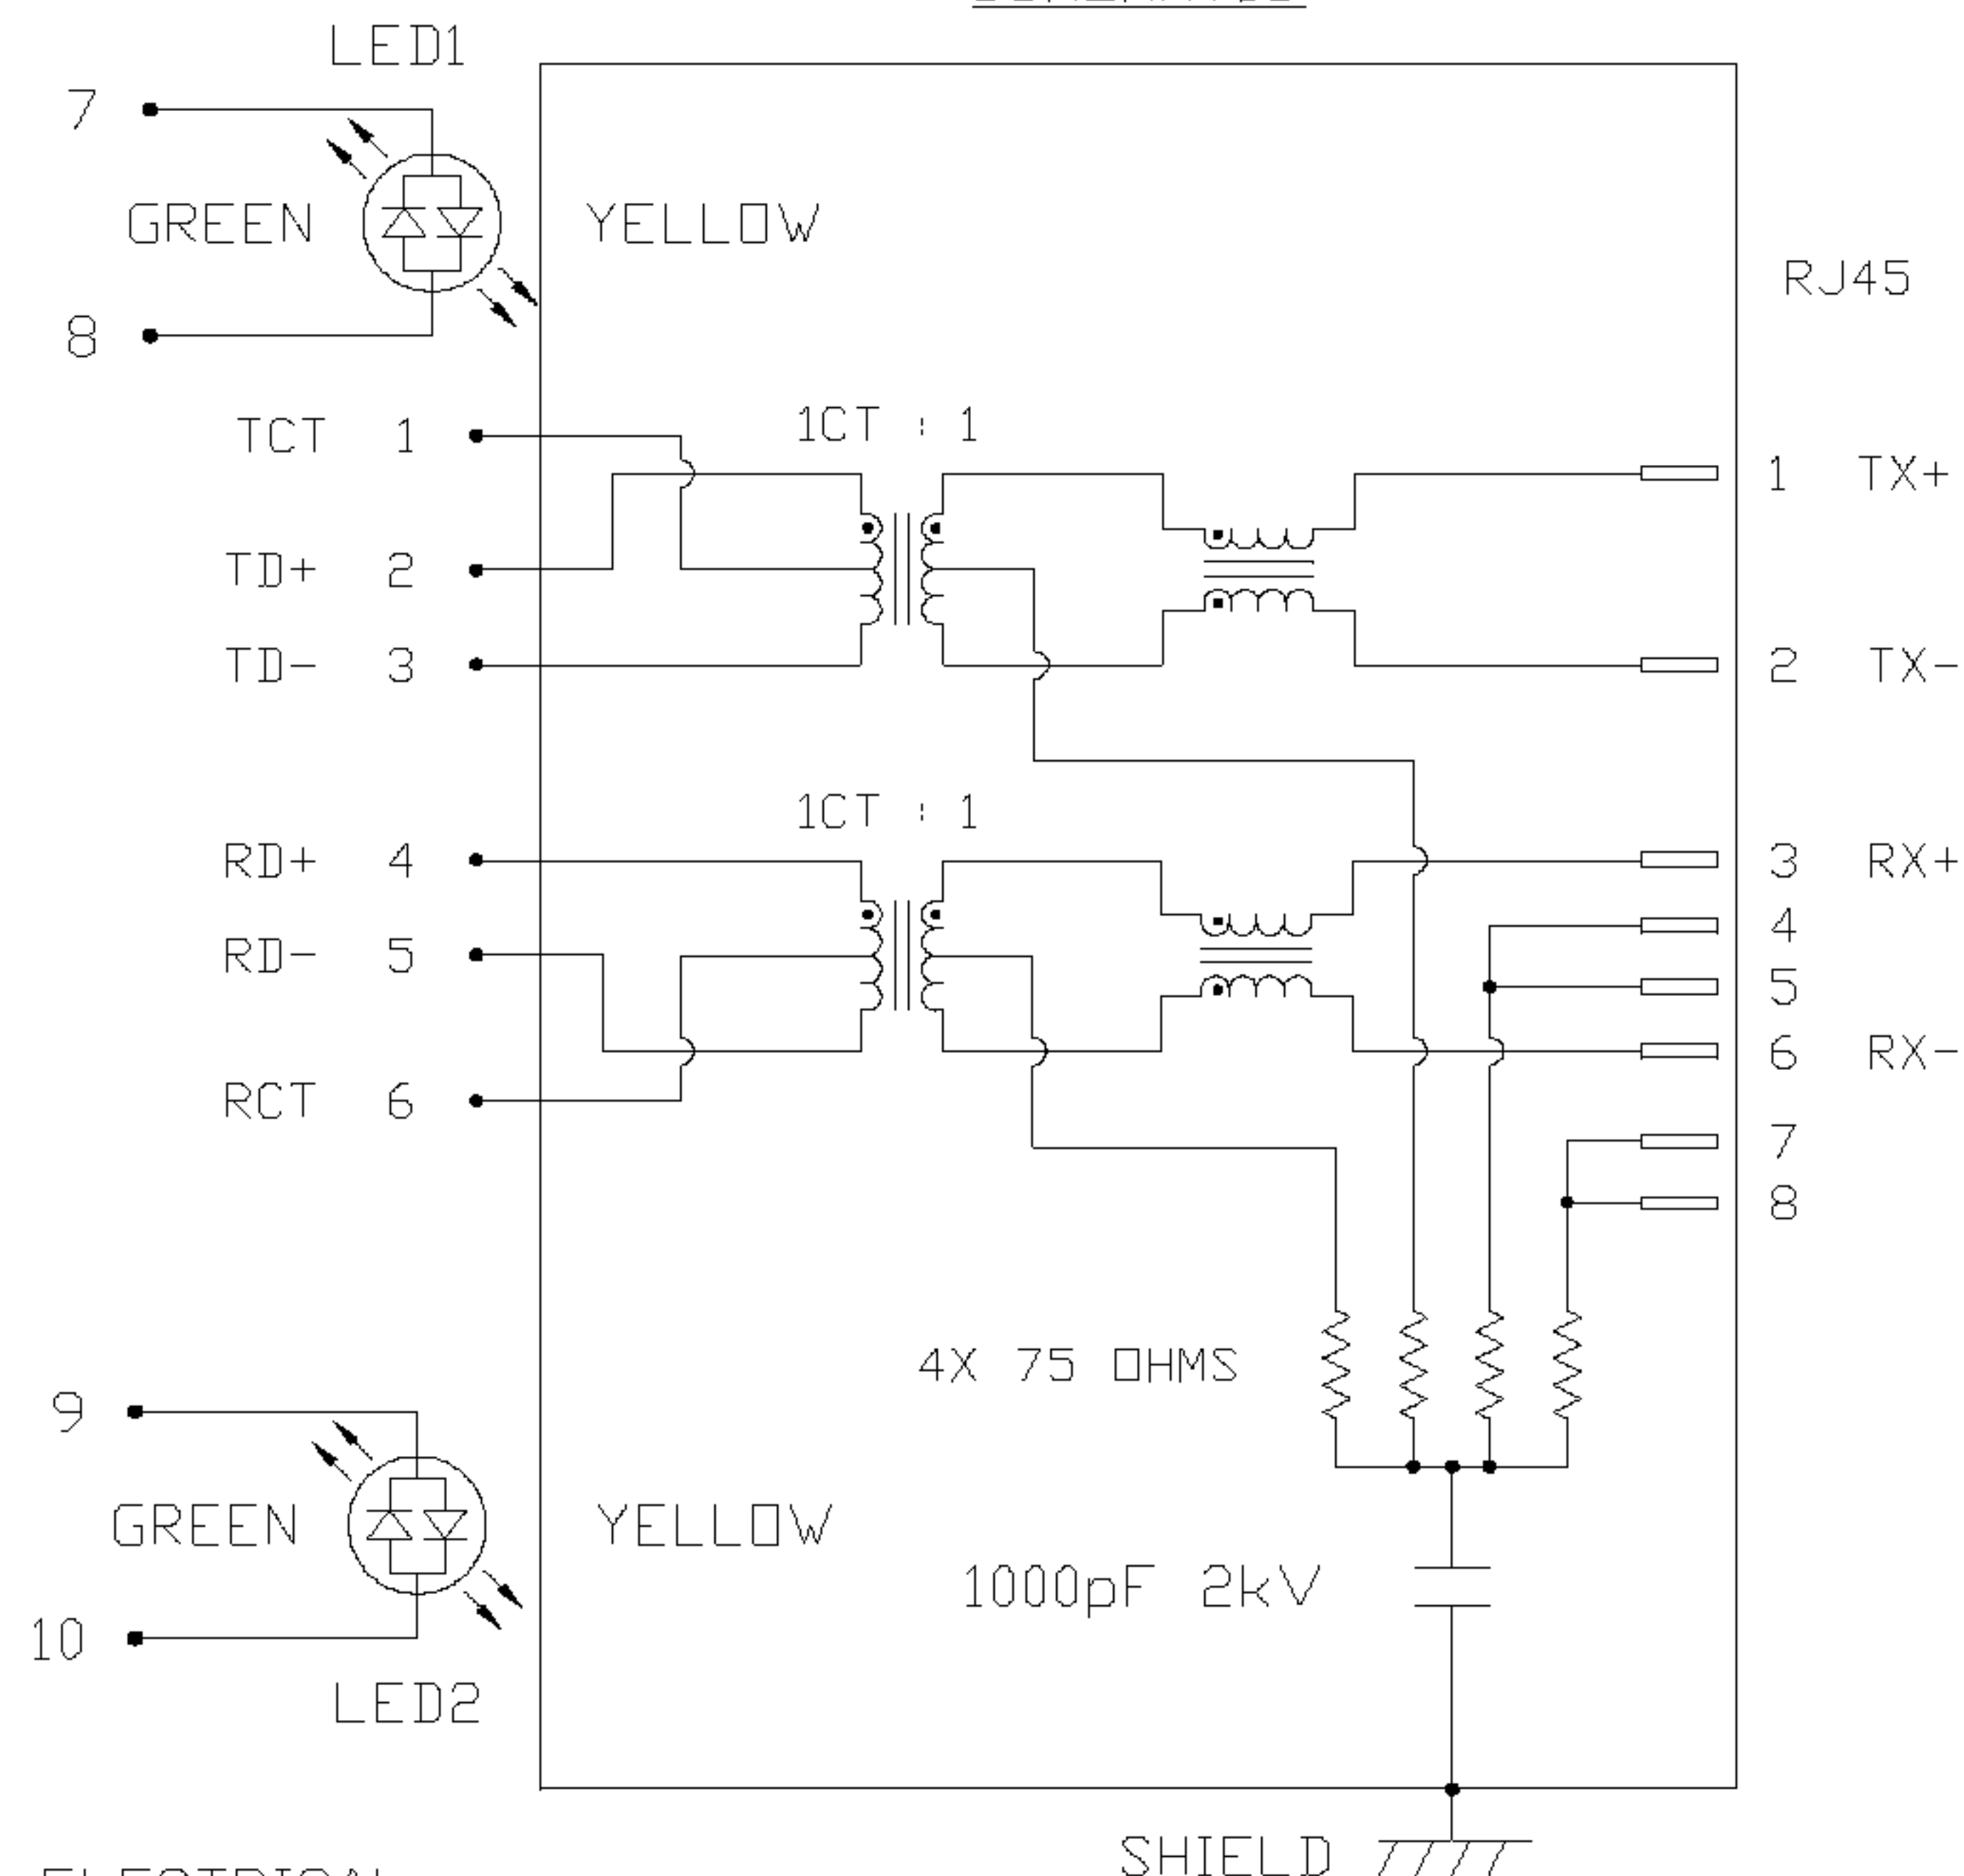 LED1
7
GREEN YELLOW
8
RJ45
TCT 1
1CT : 1
1 TX+
TD+ 2
TD- 3
2 TX-
1CT : 1
RD+ 4
3 RX+
4
RD- 5
5
6 RX-
RCT 6
7
8
4X 75 OHMS
9
GREEN YELLOW
1000pF 2kV
10
LED2
SHIELD